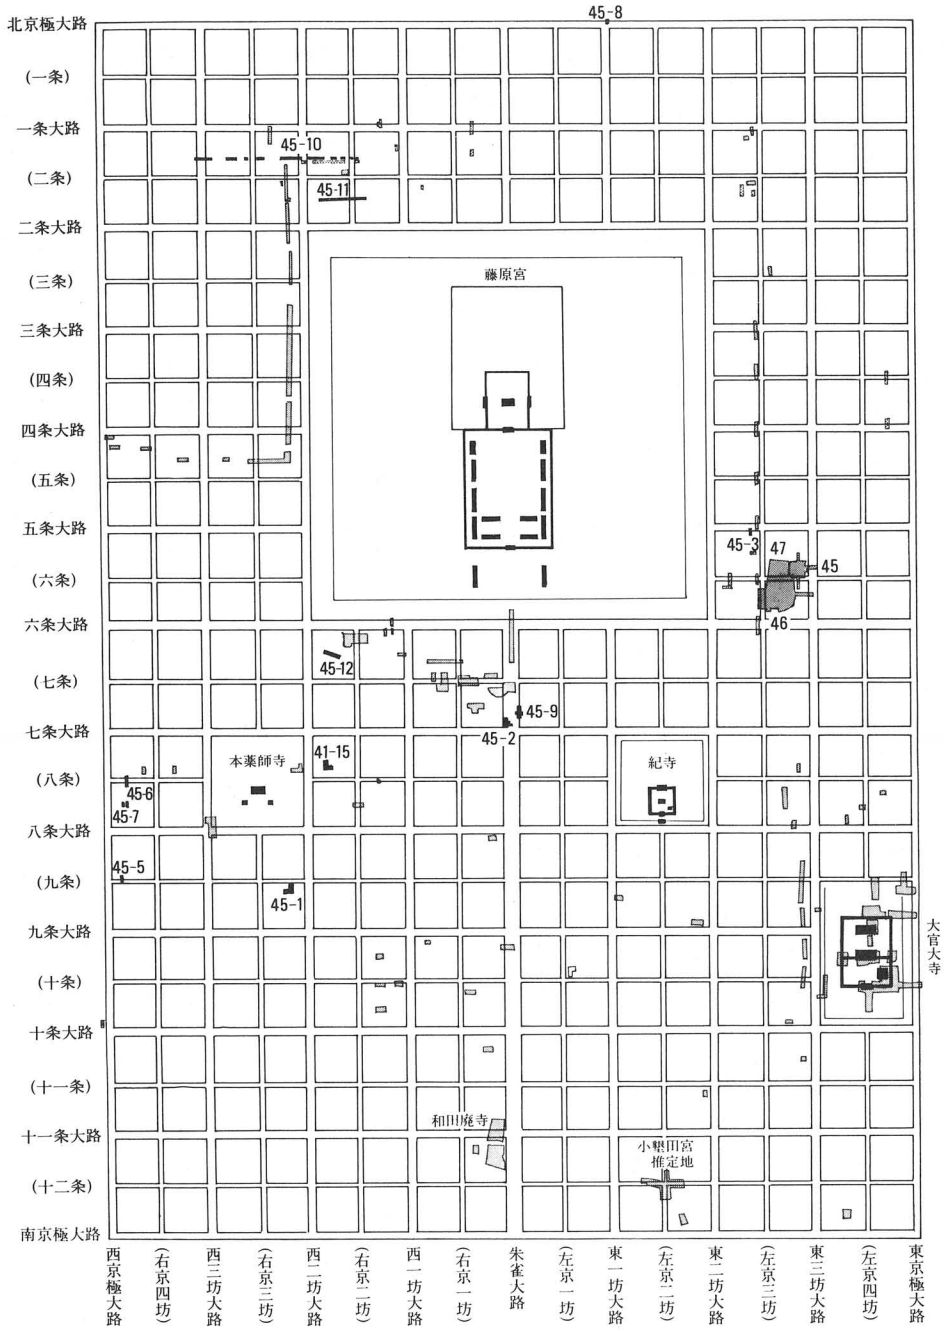 45-8
北京極大路
(一条)
一条大路
45-10
(二条)
45-11
二条大路
(三条)
藤原宮
三条大路
(四条)
四条大路
(五条)
五条大路
45-3
47
45
(六条)
46
六条大路
45-12
(七条)
45-9
七条大路
45-2
本薬師寺
41-15
紀寺
(八条)
45-6
45-7
八条大路
45-5
(九条)
45-1
九条大路
大官大寺
(十条)
十条大路
(十一条)
和田廃寺
十一条大路
小墾田宮
推定地
(十二条)
南京極大路
西京極大路
(右京四坊)
西三坊大路
(右京三坊)
西二坊大路
(右京二坊)
西一坊大路
(右京一坊)
朱雀大路
(左京一坊)
東一坊大路
(左京二坊)
東二坊大路
(左京三坊)
東三坊大路
(左京四坊)
東京極大路